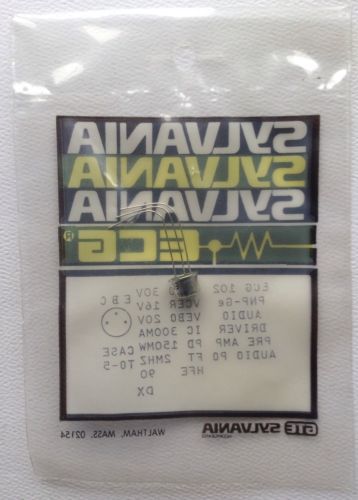 SYLVANIA
SYLVANIA
SYLVANIA
ECG ®
ECG 102 30V E B C
PNP-Ge VCER 16V
AUDIO VEBO 20V
DRIVER IC 300MA
PRE AMP PD 150MW CASE
AUDIO PO FT 2MHZ TO-5
HFE 90
DX
GTE SYLVANIA
INCORPORATED
WALTHAM, MASS. 02154